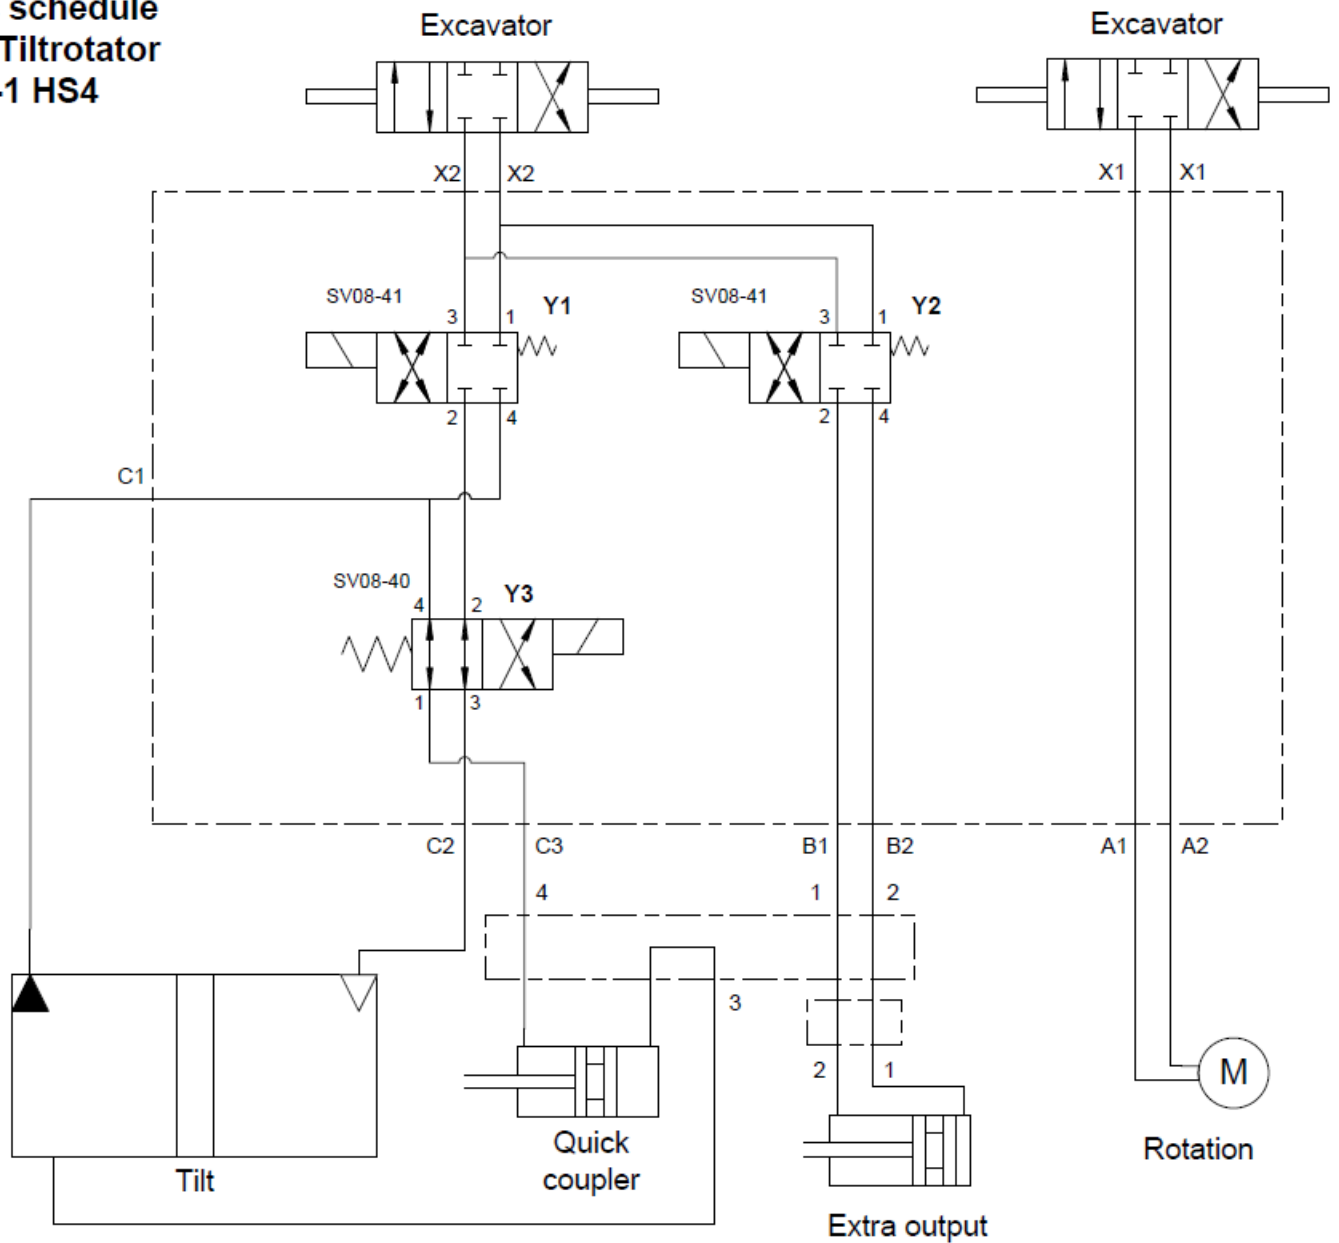 schedule
Tiltrotator
-1 HS4
Excavator
Excavator
X2 X2
X1 X1
SV08-41
3 1 Y1
SV08-41
3 1 Y2
2 4
2 4
C1
SV08-40
4 2 Y3
1 3
C2 C3
B1 B2
A1 A2
4
1 2
3
2 1
M
Quick
coupler
Rotation
Tilt
Extra output